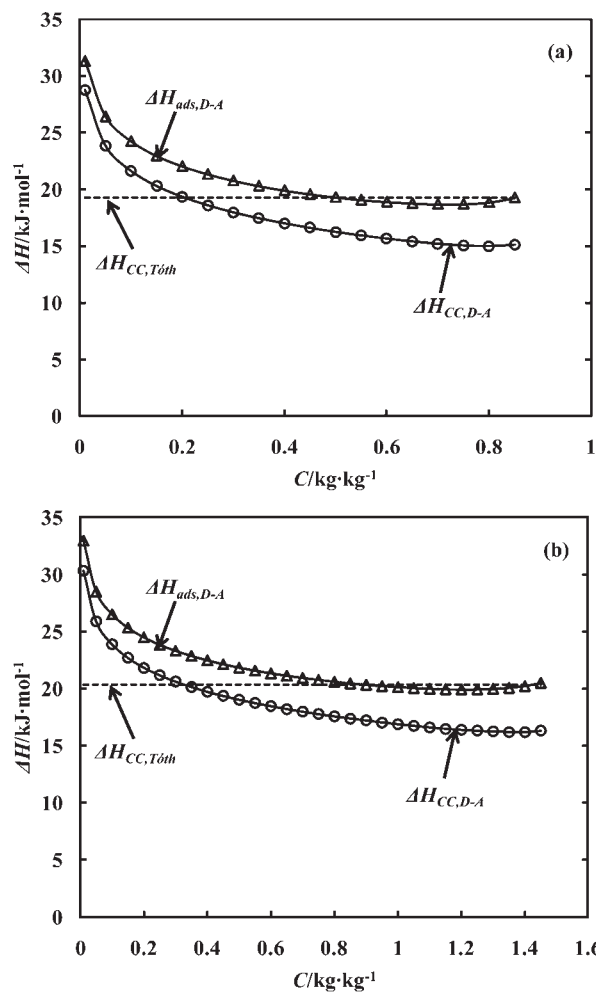 35
(a)
30
ΔH_ads,D-A
25
20
15
ΔH_CC,Tóth
ΔH_CC,D-A
10
5
0
ΔH/kJ·mol⁻¹
0 0.2 0.4 0.6 0.8 1
C/kg·kg⁻¹
35
(b)
30
ΔH_ads,D-A
25
20
15
ΔH_CC,Tóth
ΔH_CC,D-A
10
5
0
ΔH/kJ·mol⁻¹
0 0.2 0.4 0.6 0.8 1 1.2 1.4 1.6
C/kg·kg⁻¹